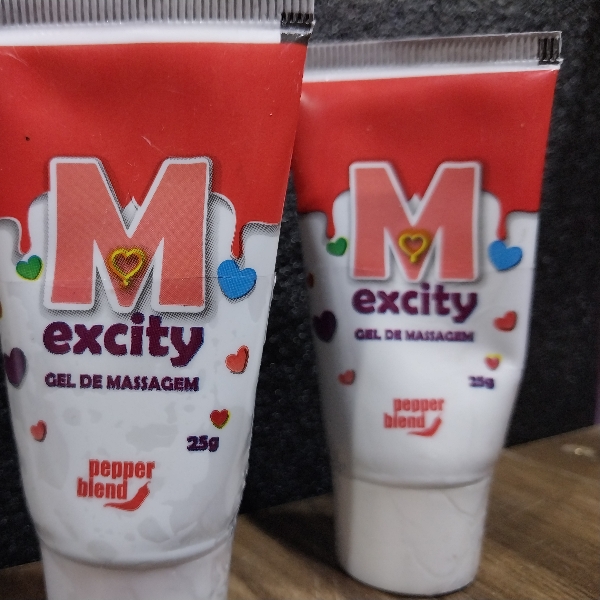 M
excity
GEL DE MASSAGEM
25g
pepper
blend
M
excity
GEL DE MASSAGEM
25g
pepper
blend